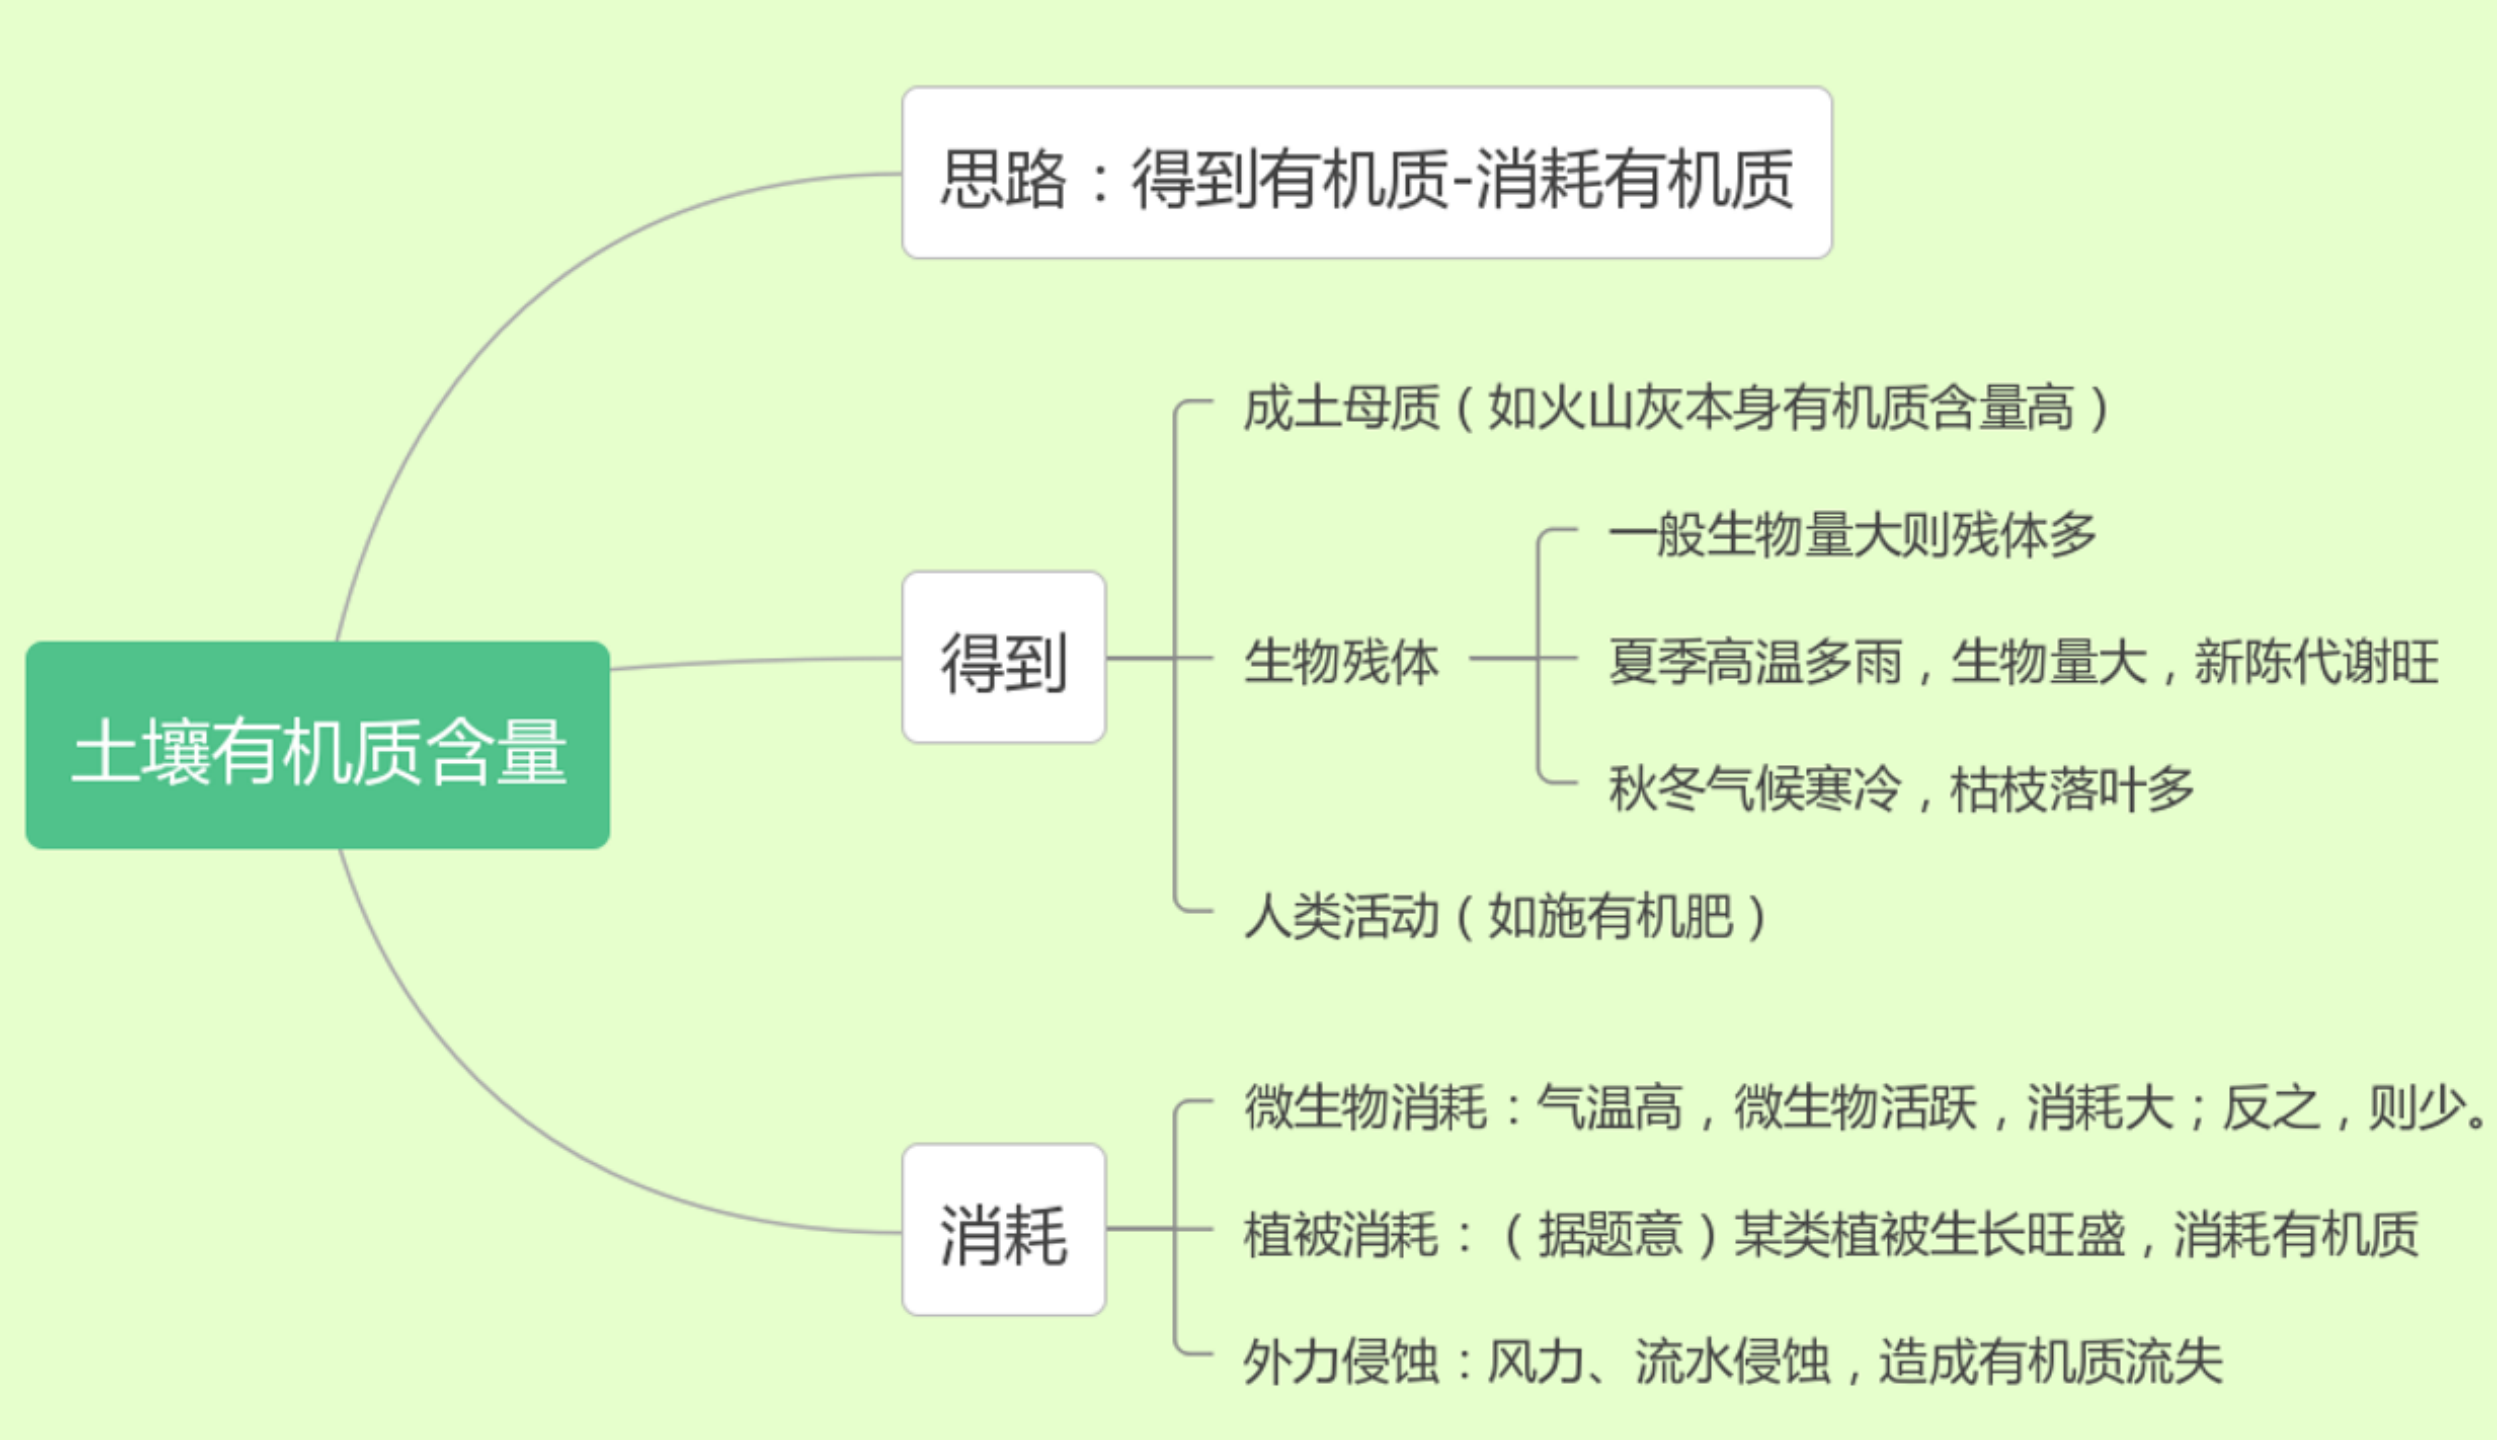 思路：得到有机质-消耗有机质
成土母质（如火山灰本身有机质含量高）
一般生物量大则残体多
得到
生物残体
夏季高温多雨，生物量大，新陈代谢旺
土壤有机质含量
秋冬气候寒冷，枯枝落叶多
人类活动（如施有机肥）
微生物消耗：气温高，微生物活跃，消耗大；反之，则少。
消耗
植被消耗：（据题意）某类植被生长旺盛，消耗有机质
外力侵蚀：风力、流水侵蚀，造成有机质流失